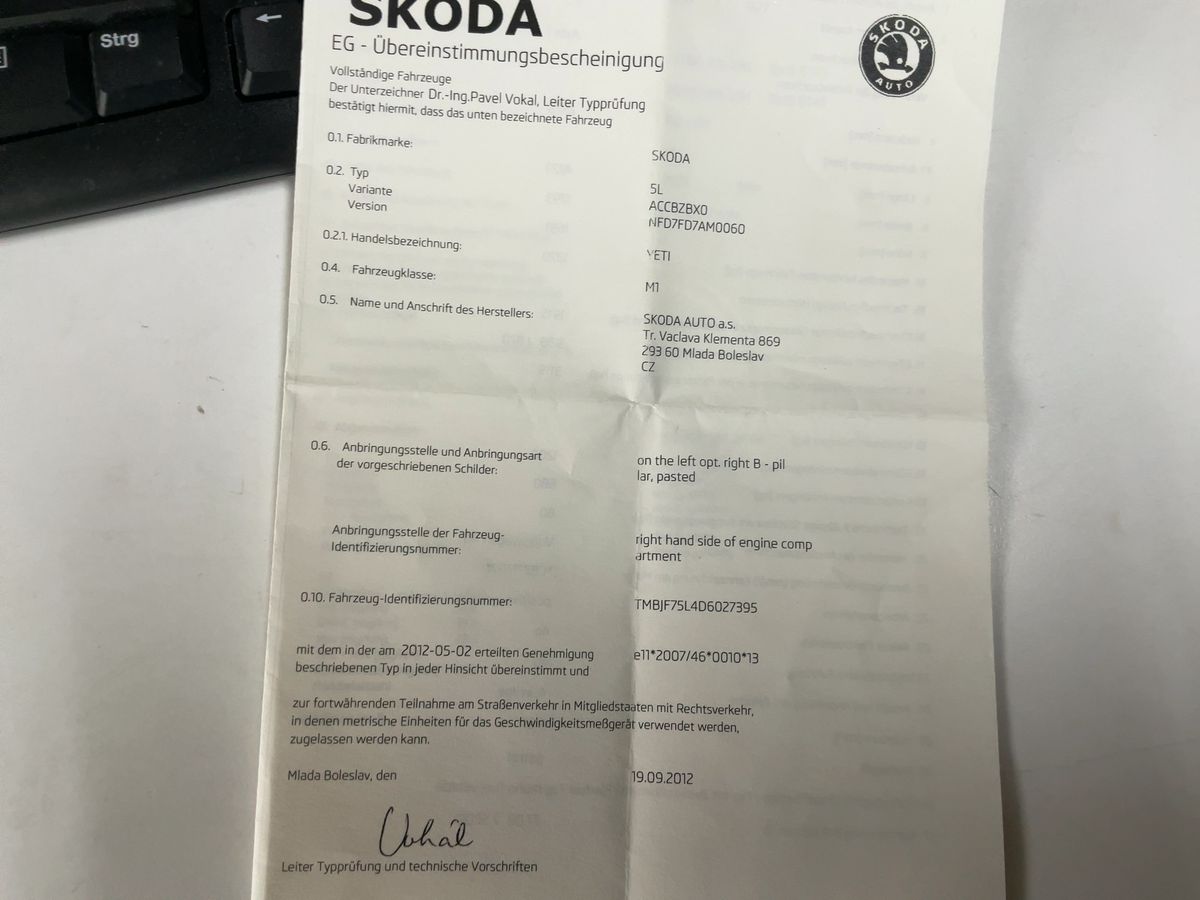 Strg
SKODA
EG - Übereinstimmungsbescheinigung
SKODA
AUTO
Vollständige Fahrzeuge
Der Unterzeichner Dr.-Ing.Pavel Vokal, Leiter Typprüfung
bestätigt hiermit, dass das unten bezeichnete Fahrzeug
0.1. Fabrikmarke: SKODA
0.2. Typ 5L
Variante ACCBZBX0
Version NFD7FD7AM0060
0.2.1. Handelsbezeichnung: YETI
0.4. Fahrzeugklasse: M1
0.5. Name und Anschrift des Herstellers: SKODA AUTO a.s.
Tr. Vaclava Klementa 869
293 60 Mlada Boleslav
CZ
0.6. Anbringungsstelle und Anbringungsart on the left opt. right B - pil
der vorgeschriebenen Schilder: lar, pasted
Anbringungsstelle der Fahrzeug- right hand side of engine comp
Identifizierungsnummer: artment
0.10. Fahrzeug-Identifizierungsnummer: TMBJF75L4D6027395
mit dem in der am 2012-05-02 erteilten Genehmigung e11*2007/46*0010*13
beschriebenen Typ in jeder Hinsicht übereinstimmt und
zur fortwährenden Teilnahme am Straßenverkehr in Mitgliedstaaten mit Rechtsverkehr,
in denen metrische Einheiten für das Geschwindigkeitsmeßgerät verwendet werden,
zugelassen werden kann.
Mlada Boleslav, den 19.09.2012
Vokál
Leiter Typprüfung und technische Vorschriften